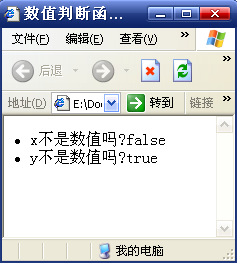 数值判断函...
文件(F) 编辑(E) 查看(V) »
后退 »
地址(D) E:\Do 转到 链接 »
x不是数值吗?false
y不是数值吗?true
我的电脑